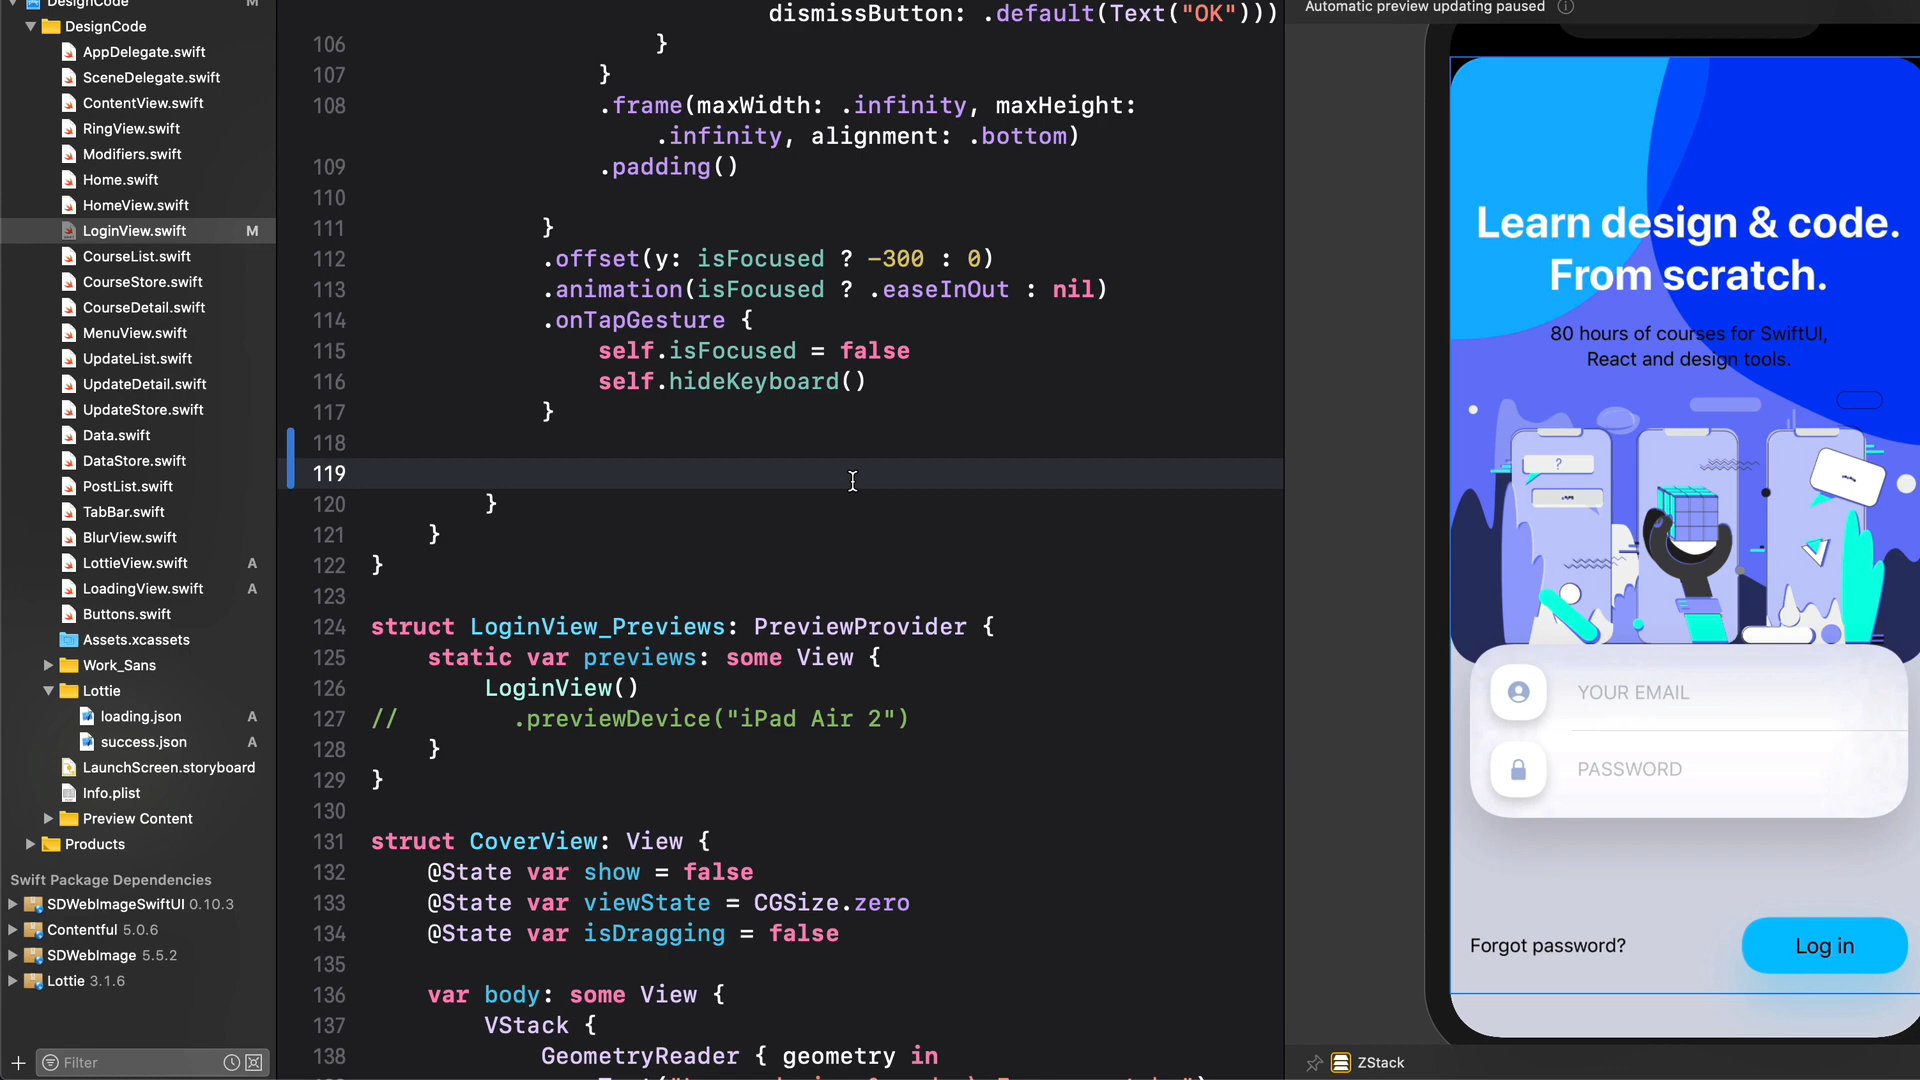 DesignCode
M
DesignCode
AppDelegate.swift
SceneDelegate.swift
ContentView.swift
RingView.swift
Modifiers.swift
Home.swift
HomeView.swift
LoginView.swift M
CourseList.swift
CourseStore.swift
CourseDetail.swift
MenuView.swift
UpdateList.swift
UpdateDetail.swift
UpdateStore.swift
Data.swift
DataStore.swift
PostList.swift
TabBar.swift
BlurView.swift
LottieView.swift A
LoadingView.swift A
Buttons.swift
Assets.xcassets
Work_Sans
Lottie
loading.json A
success.json A
LaunchScreen.storyboard
Info.plist
Preview Content
Products
Swift Package Dependencies
SDWebImageSwiftUI 0.10.3
Contentful 5.0.6
SDWebImage 5.5.2
Lottie 3.1.6
Filter
dismissButton: .default(Text("OK")))
106 }
107 }
108 .frame(maxWidth: .infinity, maxHeight:
.infinity, alignment: .bottom)
109 .padding()
110
111 }
112 .offset(y: isFocused ? -300 : 0)
113 .animation(isFocused ? .easeInOut : nil)
114 .onTapGesture {
115 self.isFocused = false
116 self.hideKeyboard()
117 }
118
119
120 }
121 }
122 }
123
124 struct LoginView_Previews: PreviewProvider {
125 static var previews: some View {
126 LoginView()
127 // .previewDevice("iPad Air 2")
128 }
129 }
130
131 struct CoverView: View {
132 @State var show = false
133 @State var viewState = CGSize.zero
134 @State var isDragging = false
135
136 var body: some View {
137 VStack {
138 GeometryReader { geometry in
Automatic preview updating paused
Learn design & code.
From scratch.
80 hours of courses for SwiftUI,
React and design tools.
?
YOUR EMAIL
PASSWORD
Forgot password?
Log in
ZStack